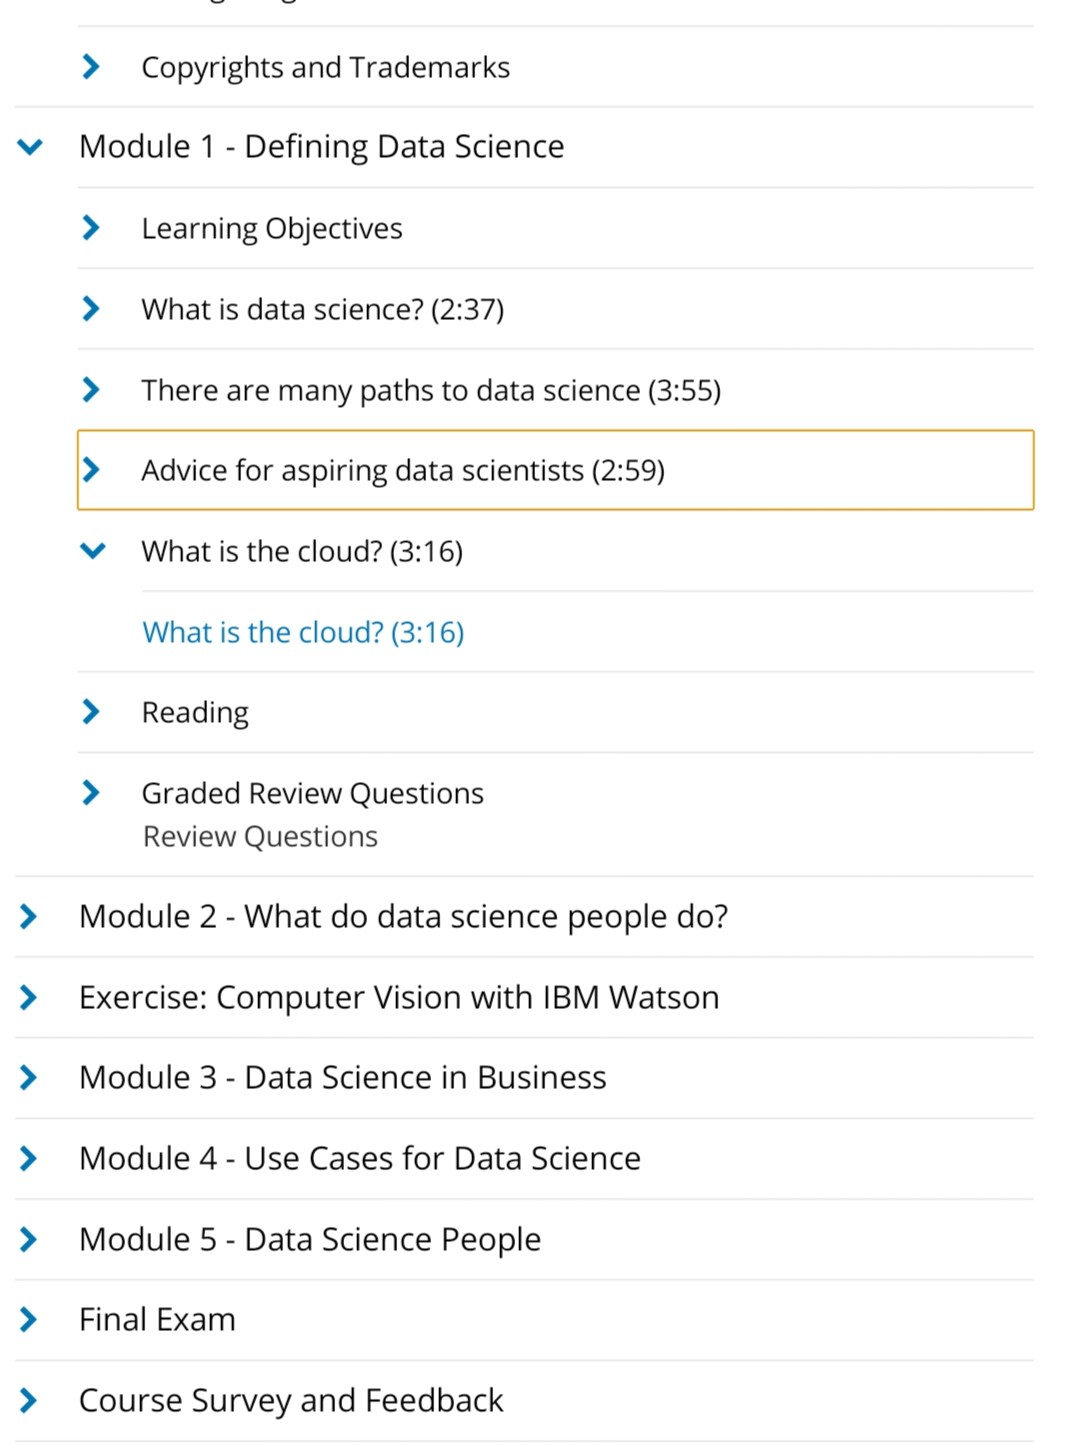 Copyrights and Trademarks
Module 1 - Defining Data Science
Learning Objectives
What is data science? (2:37)
There are many paths to data science (3:55)
Advice for aspiring data scientists (2:59)
What is the cloud? (3:16)
What is the cloud? (3:16)
Reading
Graded Review Questions
Review Questions
Module 2 - What do data science people do?
Exercise: Computer Vision with IBM Watson
Module 3 - Data Science in Business
Module 4 - Use Cases for Data Science
Module 5 - Data Science People
Final Exam
Course Survey and Feedback